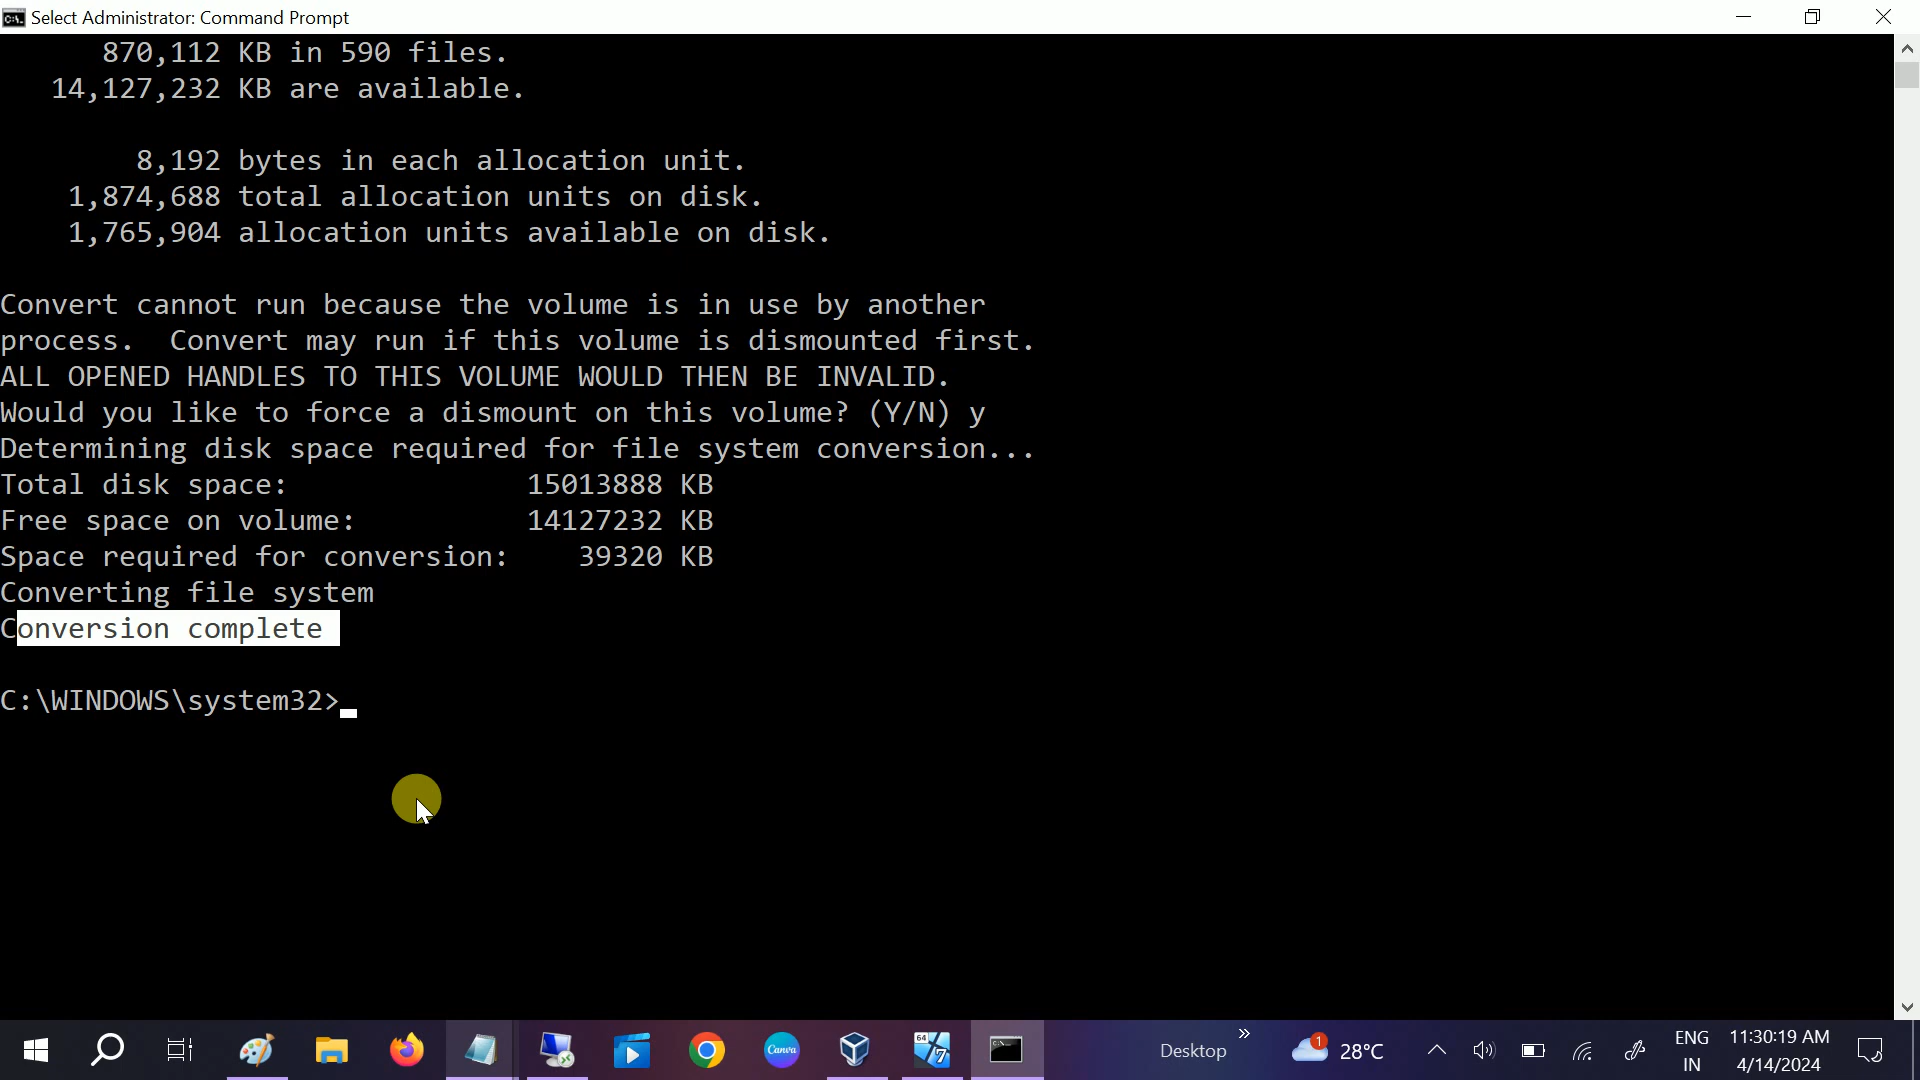 Select Administrator: Command Prompt
870,112 KB in 590 files.
14,127,232 KB are available.
8,192 bytes in each allocation unit.
1,874,688 total allocation units on disk.
1,765,904 allocation units available on disk.
Convert cannot run because the volume is in use by another
process.  Convert may run if this volume is dismounted first.
ALL OPENED HANDLES TO THIS VOLUME WOULD THEN BE INVALID.
Would you like to force a dismount on this volume? (Y/N) y
Determining disk space required for file system conversion...
Total disk space:              15013888 KB
Free space on volume:          14127232 KB
Space required for conversion:    39320 KB
Converting file system
Conversion complete
C:\WINDOWS\system32>
Canva
64
7
Desktop
1
28°C
ENG
IN
11:30:19 AM
4/14/2024